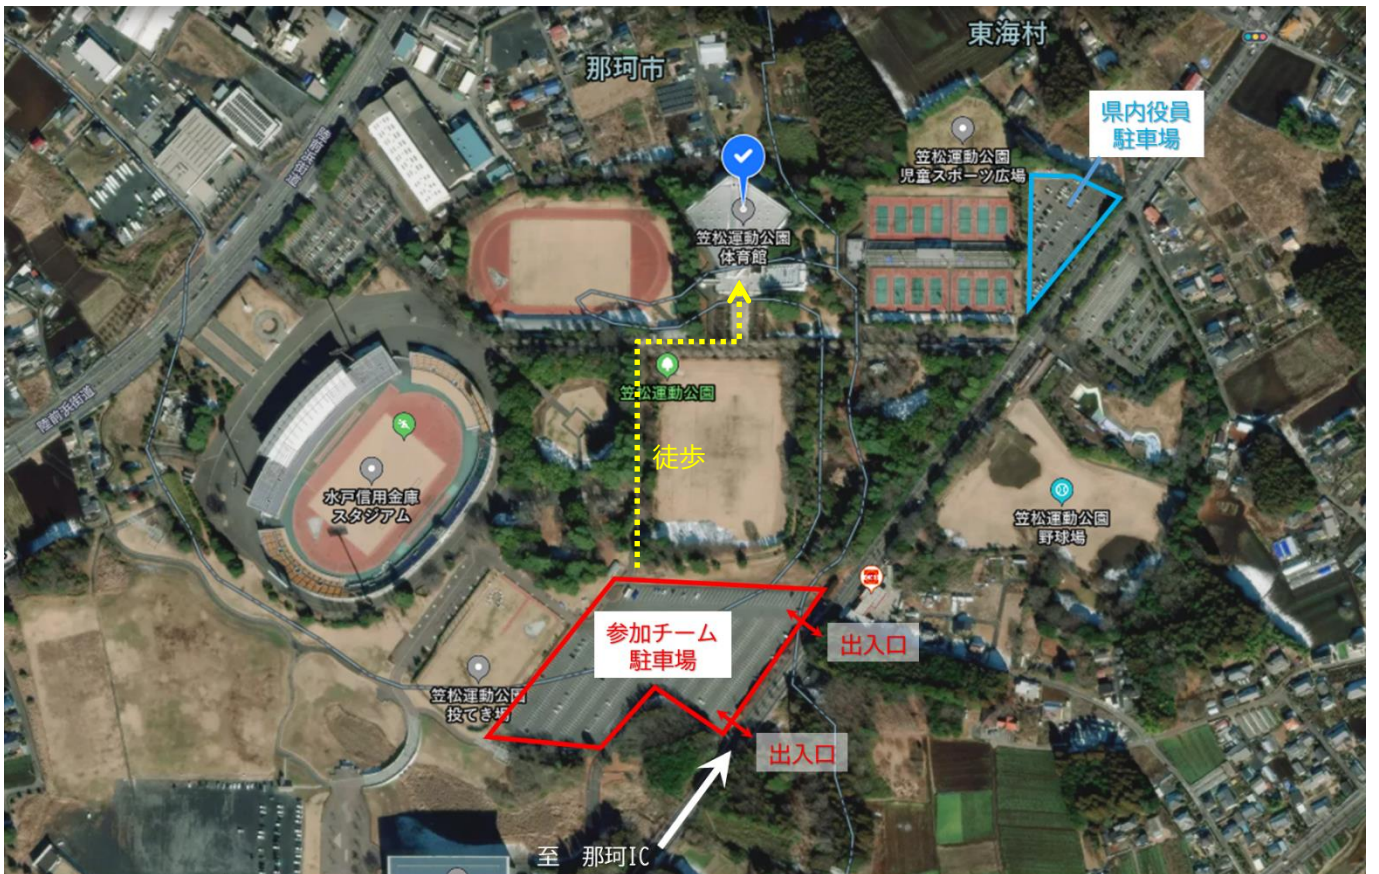 東海村
那珂市
県内役員
駐車場
笠松運動公園
児童スポーツ広場
笠松運動公園
体育館
陸前浜街道
陸前浜街道
笠松運動公園
徒歩
水戸信用金庫
スタジアム
笠松運動公園
野球場
参加チーム
駐車場
出入口
笠松運動公園
投てき場
出入口
至 那珂IC